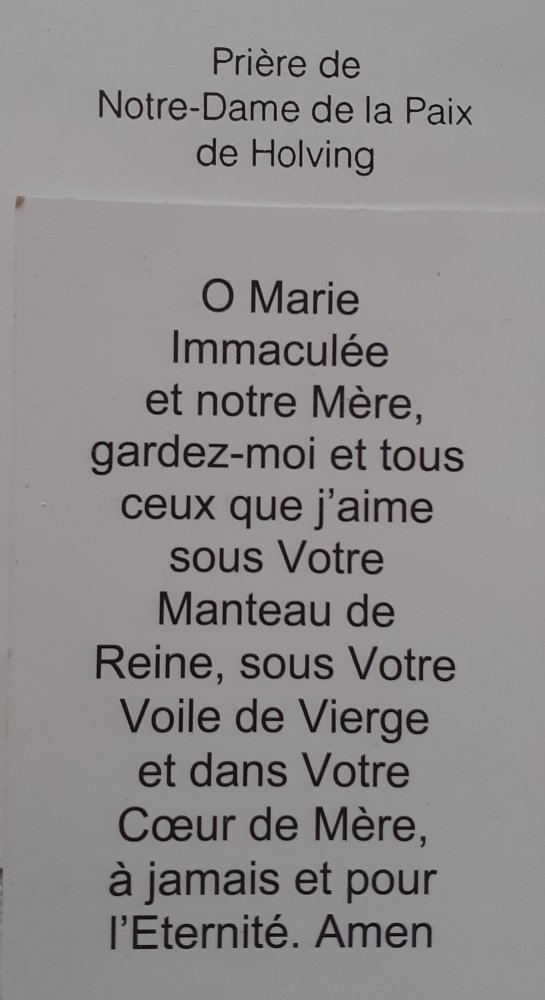 Prière de
Notre-Dame de la Paix
de Holving
O Marie
Immaculée
et notre Mère,
gardez-moi et tous
ceux que j'aime
sous Votre
Manteau de
Reine, sous Votre
Voile de Vierge
et dans Votre
Cœur de Mère,
à jamais et pour
l'Eternité. Amen